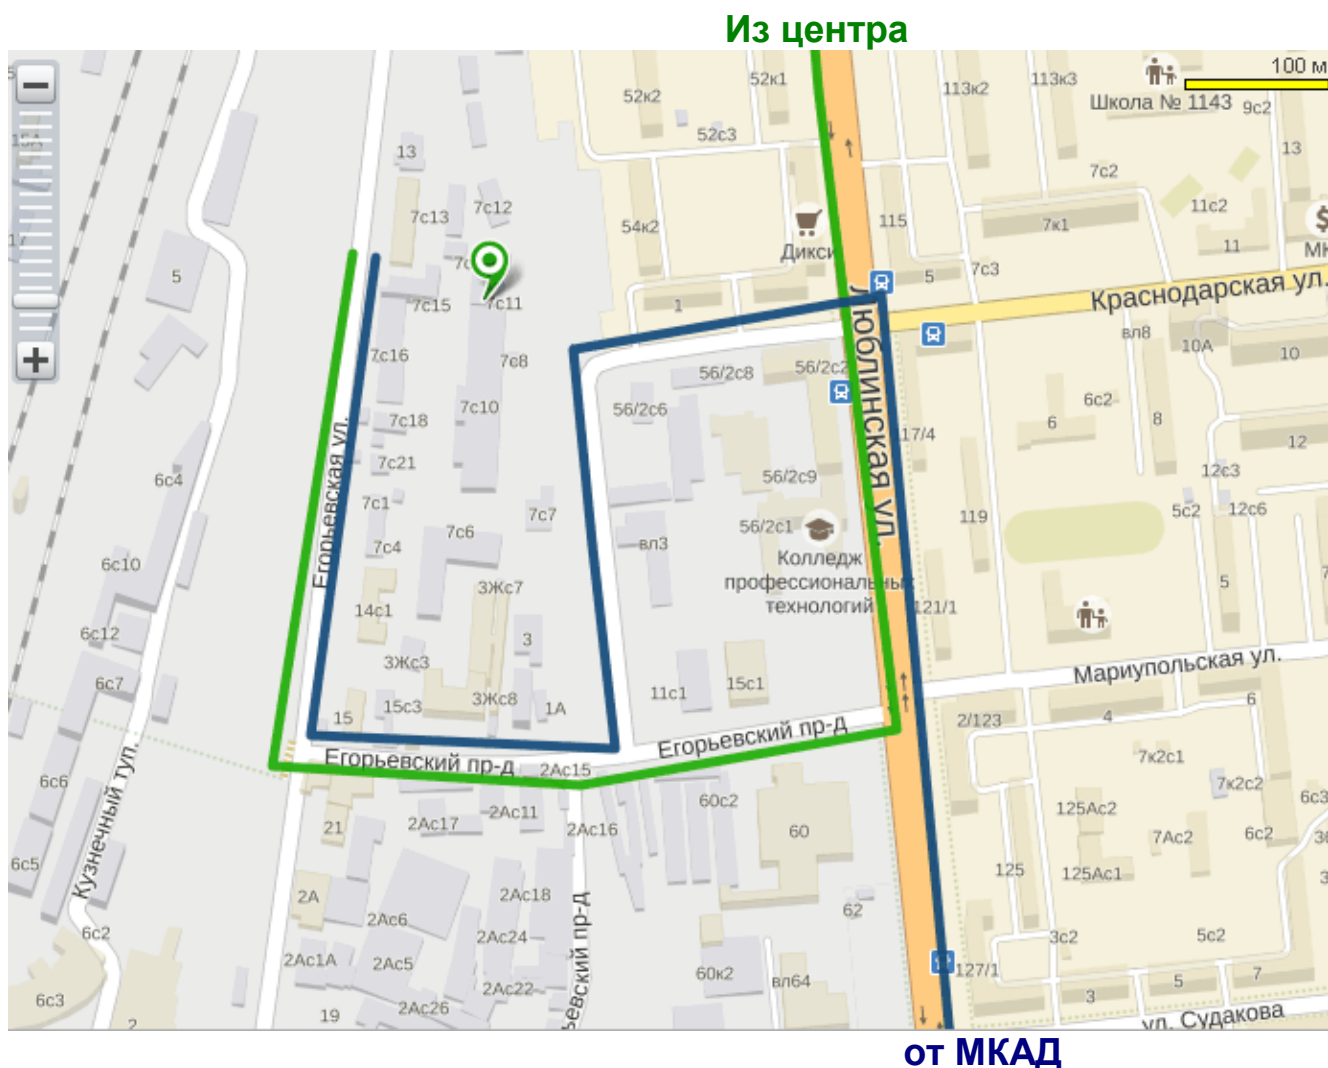 Из центра
100 м
52к1
113к3
113к2
52к2
Школа № 1143
9с2
52с3
15А
13
13
7с2
7с12
7с13
11с2
54к2
115
7к1
11
Дикси
МК
5
5
7с3
7с15
7с11
1
Краснодарская ул.
вл8
7с16
7с8
56/2с8
56/2с2
10А
10
56/2с6
7с10
7с18
6с2
6
8
17/4
12
Люблинская ул.
Егорьевская ул.
7с21
6с4
56/2с9
12с3
7с1
7с7
5с2
12с6
119
7с6
56/2с1
7с4
вл3
Колледж
профессиональных
технологий
6с10
3Жс7
5
14с1
121/1
6с12
3
3Жс3
Мариупольская ул.
6с7
11с1
15с1
3Жс8
15с3
1А
15
6
4
2/123
Егорьевский пр-д
Егорьевский пр-д
2Ас15
7к2с1
6с6
7к2с2
6с3
60с2
125Ас2
2Ас11
2Ас17
2Ас16
21
60
7Ас2
6с2
Кузнечный туп.
6с5
125
125Ас1
2А
2Ас18
2Ас6
62
6с2
2Ас24
3с2
5с2
2Ас1А
2Ас5
60к2
вл64
127/1
5
7
2Ас22
3
6с3
2Ас26
19
2
ьевский пр-д
ул. Судакова
от МКАД